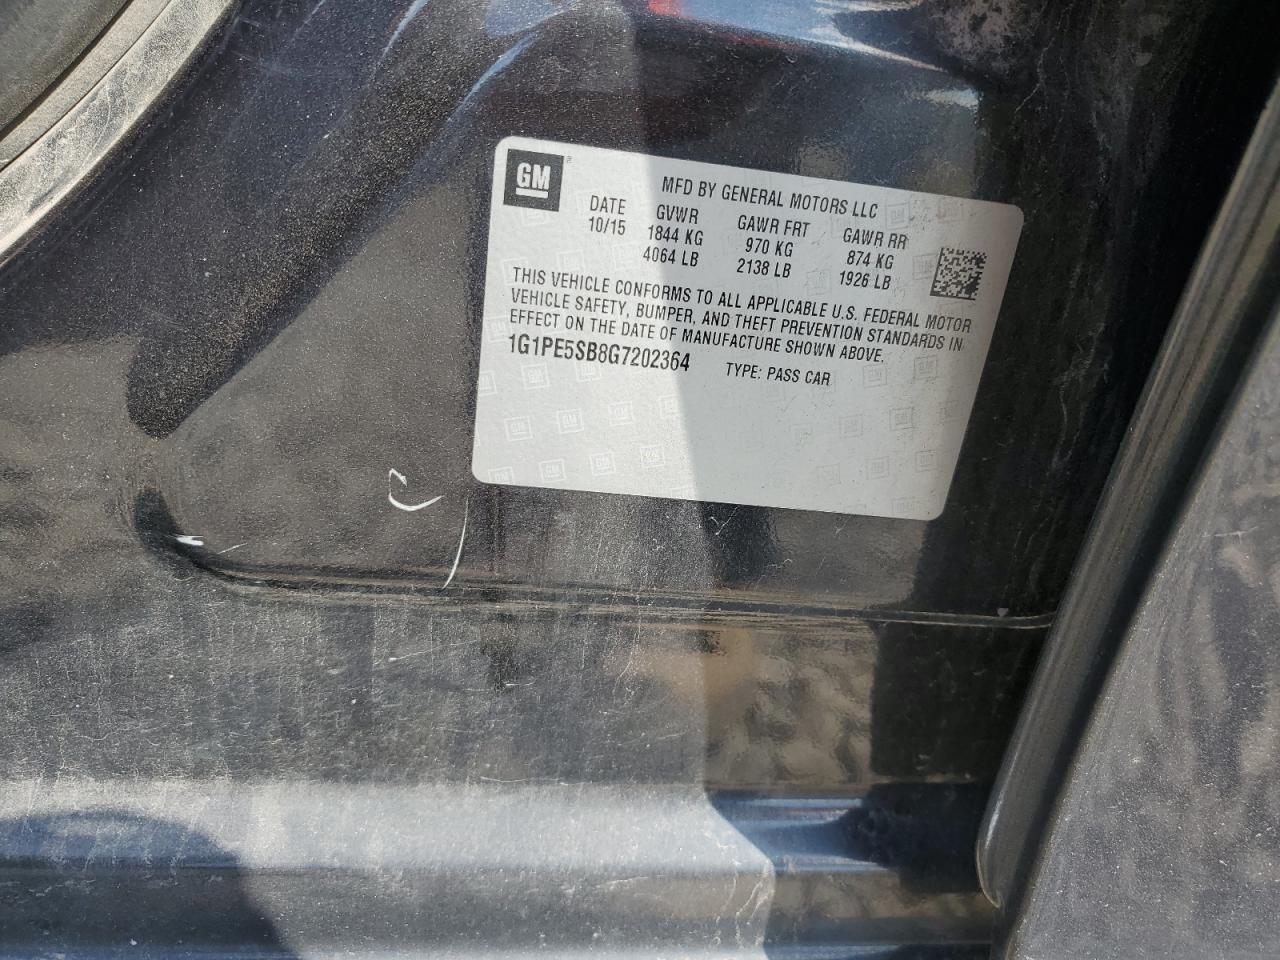 GM
MFD BY GENERAL MOTORS LLC
DATE GVWR GAWR FRT GAWR RR
10/15 1844 KG 970 KG 874 KG
4064 LB 2138 LB 1926 LB
THIS VEHICLE CONFORMS TO ALL APPLICABLE U.S. FEDERAL MOTOR
VEHICLE SAFETY, BUMPER, AND THEFT PREVENTION STANDARDS IN
EFFECT ON THE DATE OF MANUFACTURE SHOWN ABOVE.
1G1PE5SB8G7202364 TYPE: PASS CAR